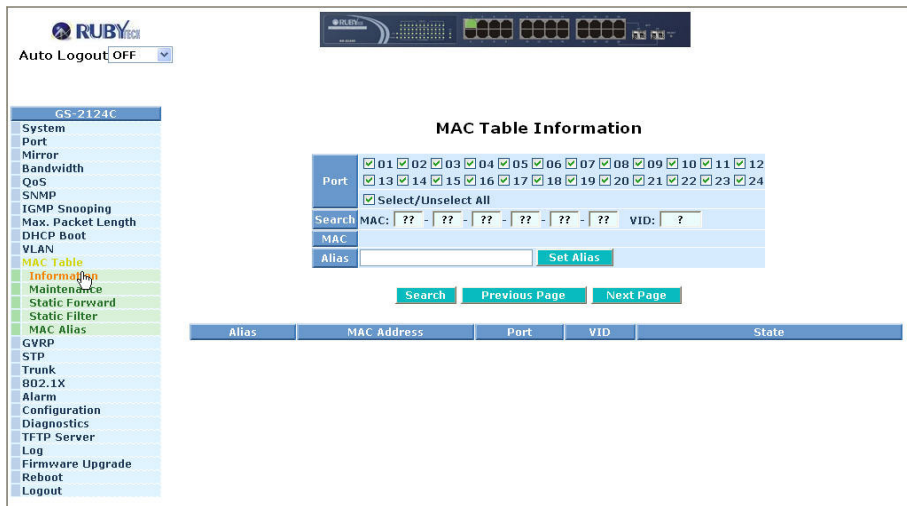 RUBYTECH
Auto Logout OFF
RUBYTECH
GS-2124C
System
Port
Mirror
Bandwidth
QoS
SNMP
IGMP Snooping
Max. Packet Length
DHCP Boot
VLAN
MAC Table
Information
Maintenance
Static Forward
Static Filter
MAC Alias
GVRP
STP
Trunk
802.1X
Alarm
Configuration
Diagnostics
TFTP Server
Log
Firmware Upgrade
Reboot
Logout
MAC Table Information
Port
01 02 03 04 05 06 07 08 09 10 11 12
13 14 15 16 17 18 19 20 21 22 23 24
Select/Unselect All
Search MAC: ?? - ?? - ?? - ?? - ?? - ?? VID: ?
MAC
Alias Set Alias
Search Previous Page Next Page
Alias MAC Address Port VID State